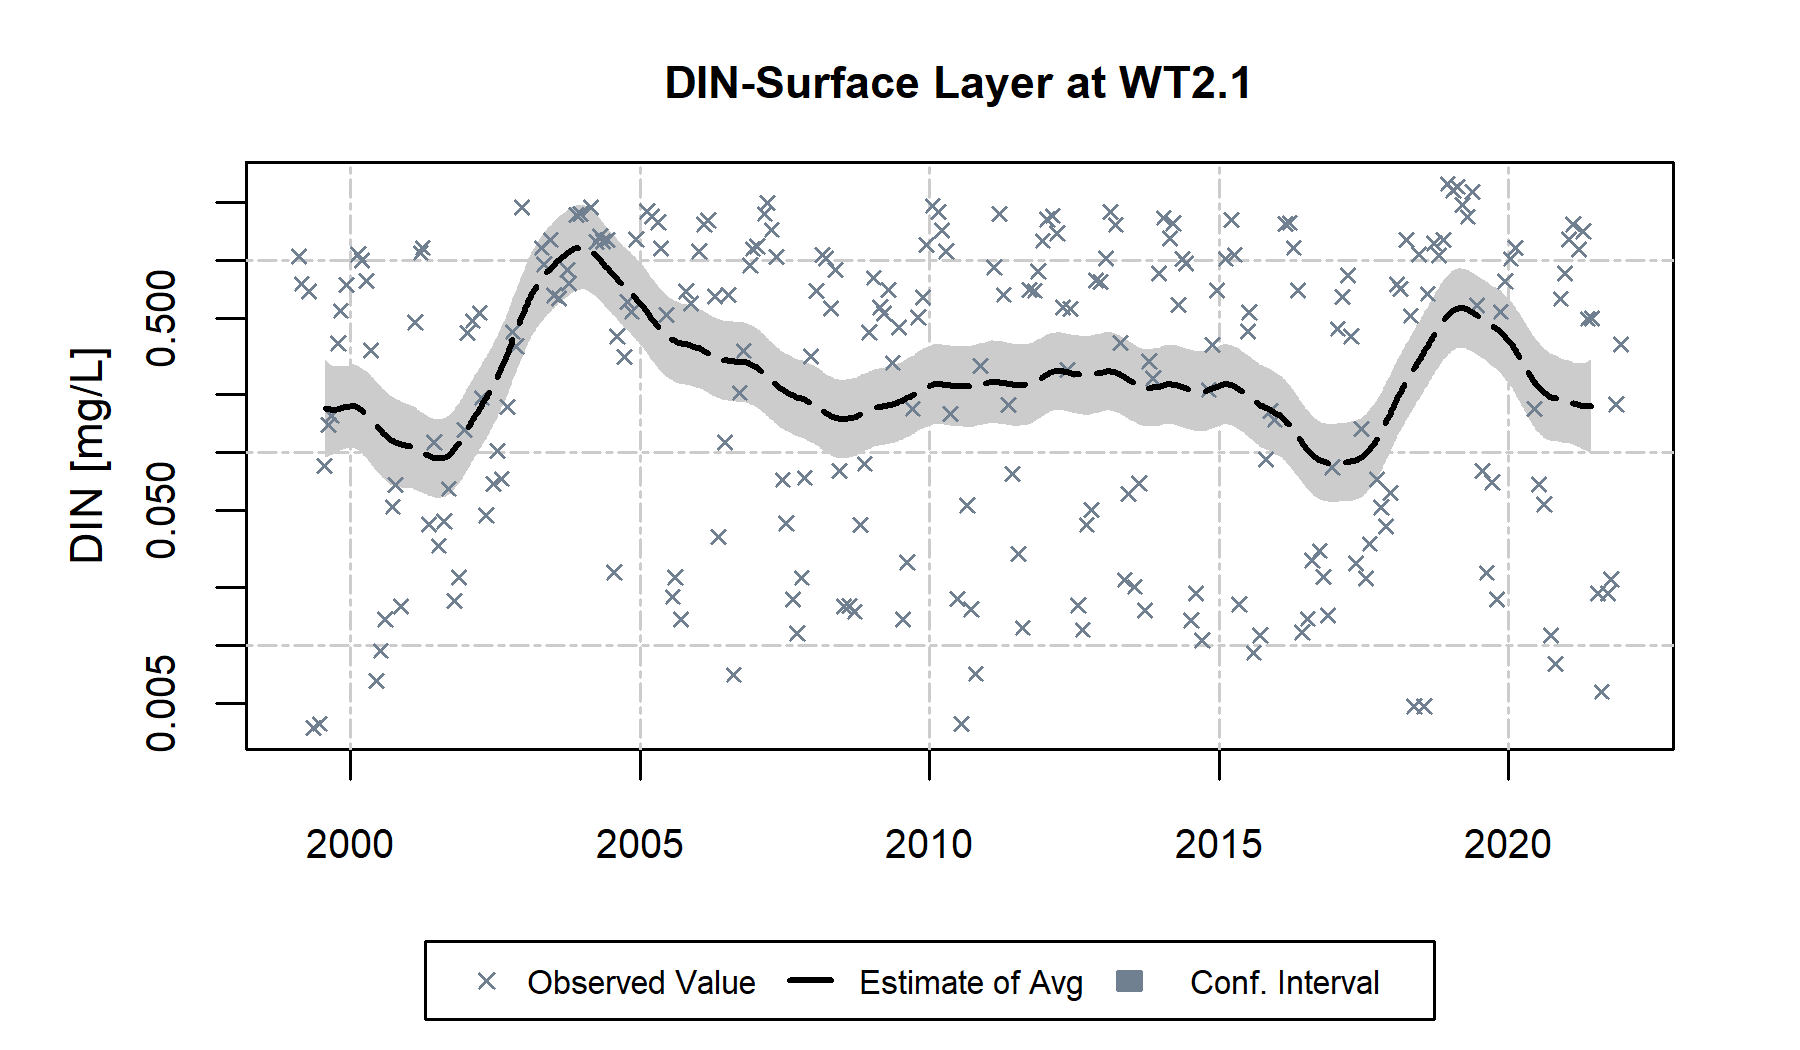 DIN-Surface Layer at WT2.1
DIN [mg/L]
0.500
0.050
0.005
2000 2005 2010 2015 2020
Observed Value Estimate of Avg Conf. Interval